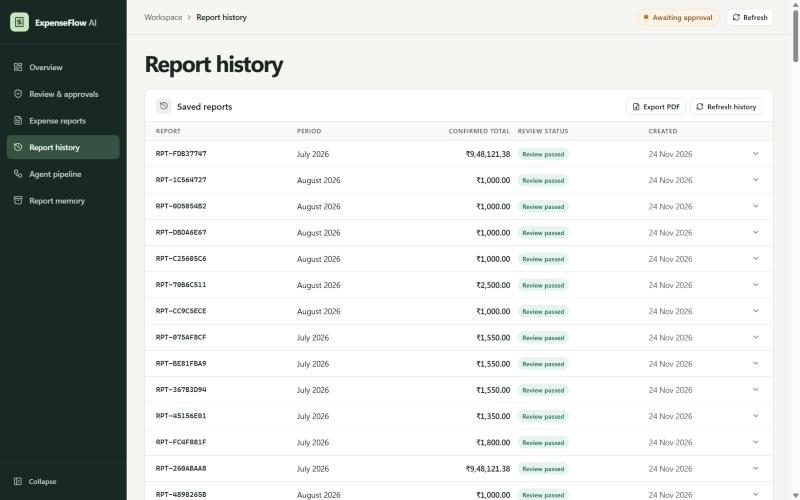 ExpenseFlow AI
Overview
Review & approvals
Expense reports
Report history
Agent pipeline
Report memory
Collapse
Workspace > Report history
Awaiting approval
Refresh
Report history
Saved reports
Export PDF
Refresh history
REPORT PERIOD CONFIRMED TOTAL REVIEW STATUS CREATED
RPT-FDB37747 July 2026 ₹9,48,121.38 Review passed 24 Nov 2026
RPT-1C564727 August 2026 ₹1,000.00 Review passed 24 Nov 2026
RPT-0D5054B2 August 2026 ₹1,000.00 Review passed 24 Nov 2026
RPT-DBDA6E67 August 2026 ₹1,000.00 Review passed 24 Nov 2026
RPT-C25605C6 August 2026 ₹1,000.00 Review passed 24 Nov 2026
RPT-70B6C511 August 2026 ₹2,500.00 Review passed 24 Nov 2026
RPT-CC9C5ECE August 2026 ₹1,000.00 Review passed 24 Nov 2026
RPT-075AF8CF July 2026 ₹1,550.00 Review passed 24 Nov 2026
RPT-BE81FBA9 July 2026 ₹1,550.00 Review passed 24 Nov 2026
RPT-367B3D94 July 2026 ₹1,550.00 Review passed 24 Nov 2026
RPT-45156E01 July 2026 ₹1,350.00 Review passed 24 Nov 2026
RPT-FC4F081F July 2026 ₹1,800.00 Review passed 24 Nov 2026
RPT-260ABAA8 July 2026 ₹9,48,121.38 Review passed 24 Nov 2026
RPT-4898265B August 2026 ₹1,000.00 Review passed 24 Nov 2026